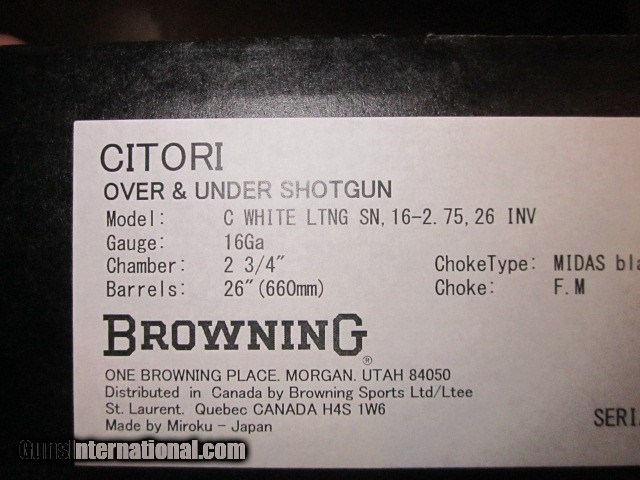 CITORI
OVER & UNDER SHOTGUN
Model: C WHITE LTNG SN, 16-2.75, 26 INV
Gauge: 16Ga
Chamber: 2 3/4" ChokeType: MIDAS
Barrels: 26"(660mm) Choke: F.M
BROWNING®
ONE BROWNING PLACE. MORGAN. UTAH 84050
Distributed in Canada by Browning Sports Ltd/Ltee
St. Laurent. Quebec CANADA H4S 1W6
SERI
Made by Miroku - Japan
GunsInternational.com